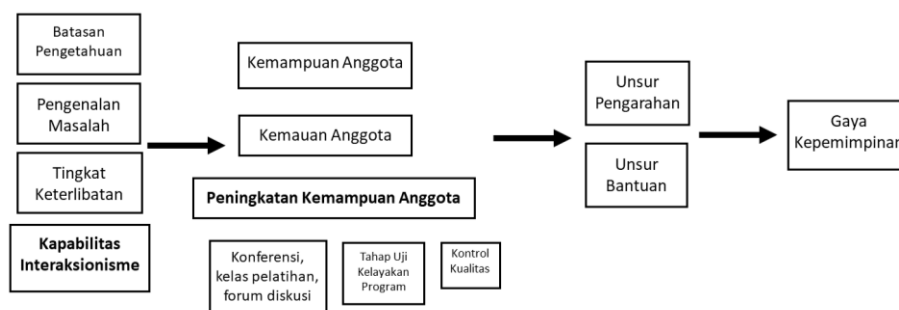 Batasan
Pengetahuan
Pengenalan
Masalah
Tingkat
Keterlibatan
Kapabilitas
Interaksionisme
Kemampuan Anggota
Kemauan Anggota
Peningkatan Kemampuan Anggota
Konferensi,
kelas pelatihan,
forum diskusi
Tahap Uji
Kelayakan
Program
Kontrol
Kualitas
Unsur
Pengarahan
Unsur
Bantuan
Gaya
Kepemimpinan